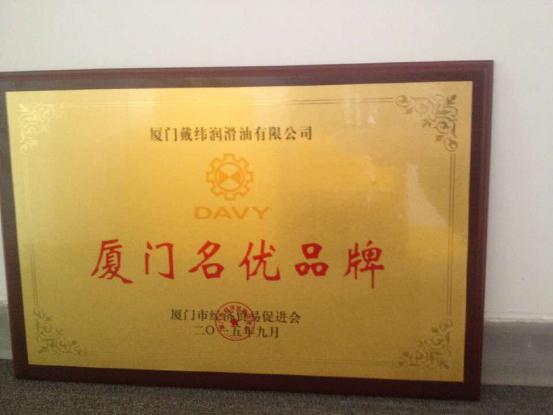 厦门戴纬润滑油有限公司
DAVY
厦门名优品牌
厦门市经济贸易促进会
二〇一五年九月